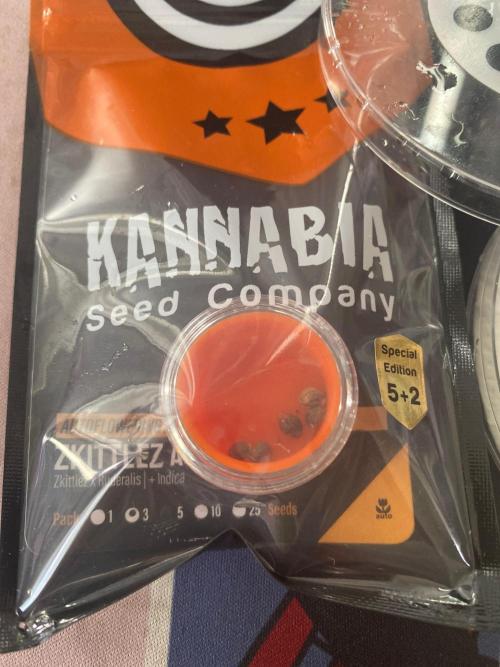 KANNABIA
Seed Company
Special
Edition
5+2
AUTOFLOWERING
ZKITTLEZ
Zkittlez x Ruderalis | + Indica
Pack 1 3 5 10 25 Seeds
auto